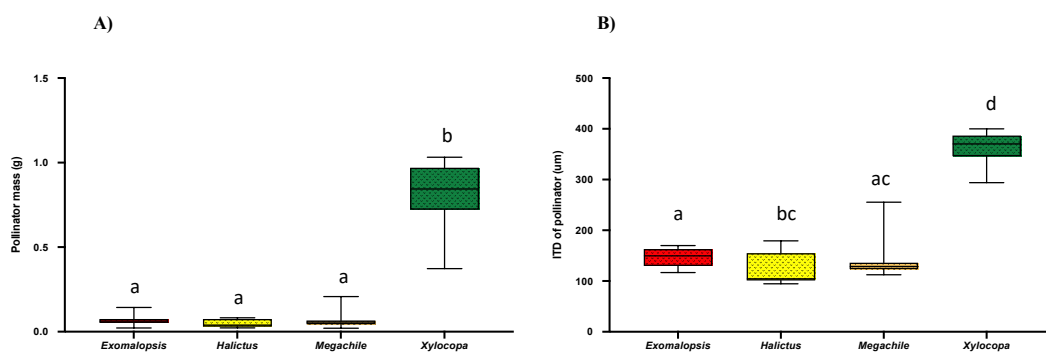 A)
Pollinator mass (g)
1.5
1.0
0.5
0.0
a
a
a
b
Exomalopsis
Halictus
Megachile
Xylocopa
B)
ITD of pollinator (um)
500
400
300
200
100
0
a
bc
ac
d
Exomalopsis
Halictus
Megachile
Xylocopa